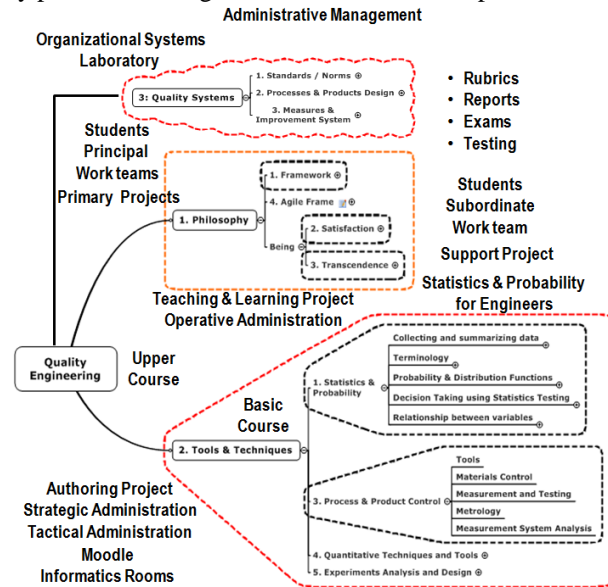 Administrative Management
Organizational Systems
Laboratory
3: Quality Systems
1. Standards / Norms
2. Processes & Products Design
3. Measures &
Improvement System
• Rubrics
• Reports
• Exams
• Testing
Students
Principal
Work teams
Primary Projects
1. Philosophy
1. Framework
4. Agile Frame
Being
2. Satisfaction
3. Transcendence
Students
Subordinate
Work team
Support Project
Teaching & Learning Project
Operative Administration
Statistics & Probability
for Engineers
Quality
Engineering
Upper
Course
Basic
Course
2. Tools & Techniques
1. Statistics &
Probability
Collecting and summarizing data
Terminology
Probability & Distribution Functions
Decision Taking using Statistics Testing
Relationship between variables
3. Process & Product Control
Tools
Materials Control
Measurement and Testing
Metrology
Measurement System Analysis
4. Quantitative Techniques and Tools
5. Experiments Analysis and Design
Authoring Project
Strategic Administration
Tactical Administration
Moodle
Informatics Rooms